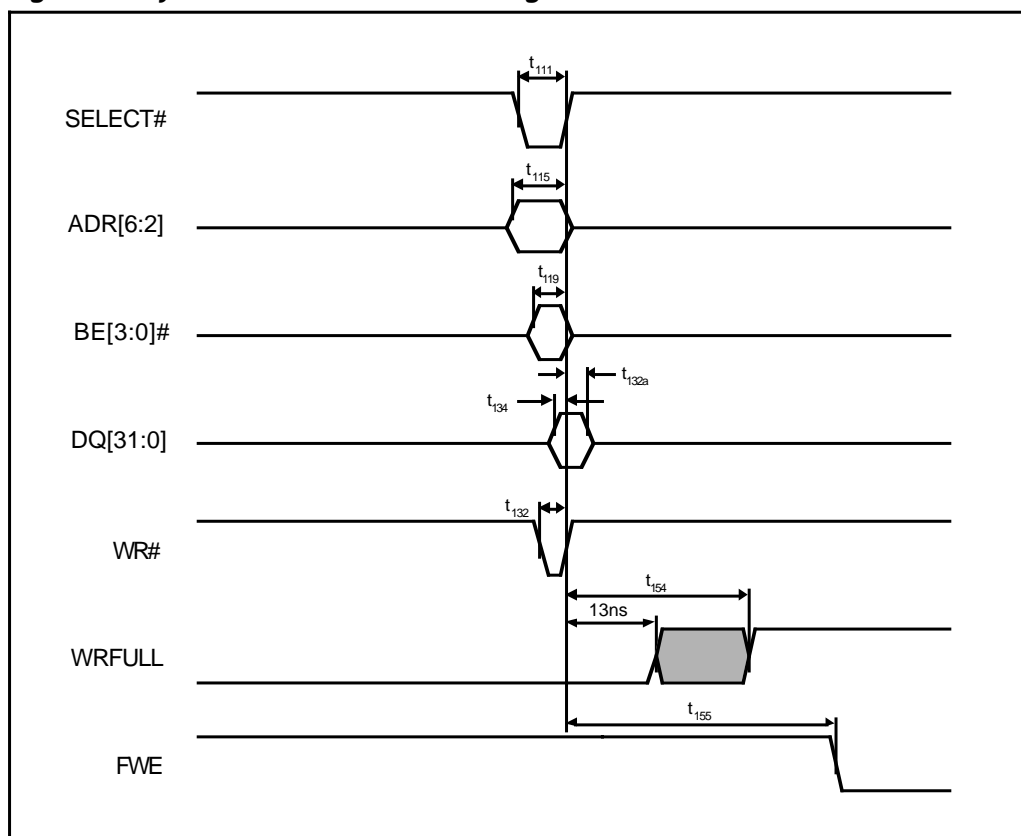 t111
SELECT#
t115
ADR[6:2]
t119
BE[3:0]#
t132a
t134
DQ[31:0]
t132
WR#
t154
13ns
WRFULL
t155
FWE